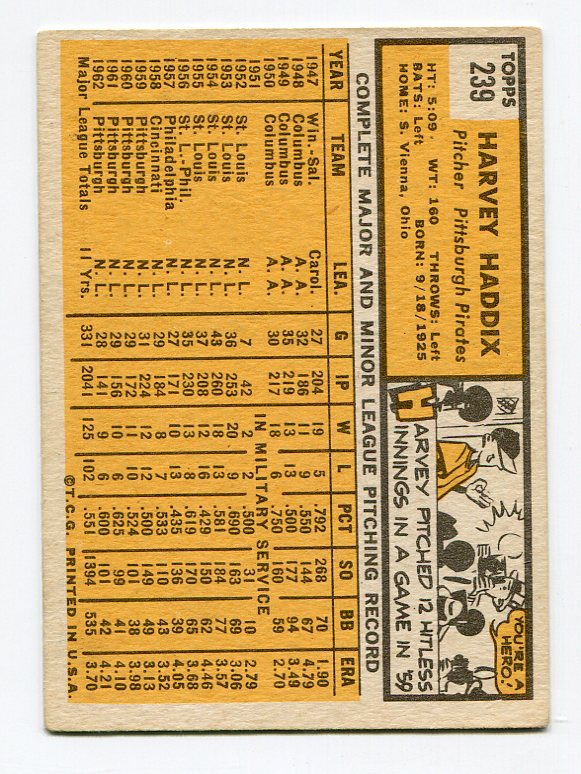 TOPPS
239
HARVEY HADDIX
Pitcher Pittsburgh Pirates
HT: 5:09 WT: 160 THROWS: Left
BATS: Left BORN: 9/18/1925
HOME: S. Vienna, Ohio
YOU'RE A HERO!
HARVEY PITCHED 12 HITLESS
INNINGS IN A GAME IN '59
COMPLETE MAJOR AND MINOR LEAGUE PITCHING RECORD
YEAR TEAM LEA. G IP W L PCT SO BB ERA
1947 Win.-Sal. Carol. 27 204 19 5 .792 268 70 1.90
1948 Columbus A. A. 32 186 11 9 .550 144 94 4.79
1949 Columbus A. A. 35 219 13 13 .500 177 67 3.49
1950 Columbus A. A. 30 217 18 6 .750 160 59 2.70
1951 IN MILITARY SERVICE
1952 St. Louis N. L. 7 42 2 2 .500 31 10 2.79
1953 St. Louis N. L. 36 253 20 9 .690 163 69 3.06
1954 St. Louis N. L. 43 260 18 13 .581 184 77 3.57
1955 St. Louis N. L. 37 208 12 16 .429 150 62 4.46
1956 St. L.-Phil. N. L. 35 230 13 8 .619 170 65 3.68
1957 Philadelphia N. L. 27 171 10 13 .435 136 39 4.05
1958 Cincinnati N. L. 29 184 8 7 .533 110 43 3.52
1959 Pittsburgh N. L. 31 224 12 12 .500 149 49 3.13
1960 Pittsburgh N. L. 29 172 11 10 .524 101 38 3.98
1961 Pittsburgh N. L. 29 156 10 6 .625 99 41 4.10
1962 Pittsburgh N. L. 28 141 9 6 .600 101 42 4.21
Major League Totals 11 Yrs. 331 2041 125 102 .551 1394 535 3.70
©T.C.G. PRINTED IN U.S.A.